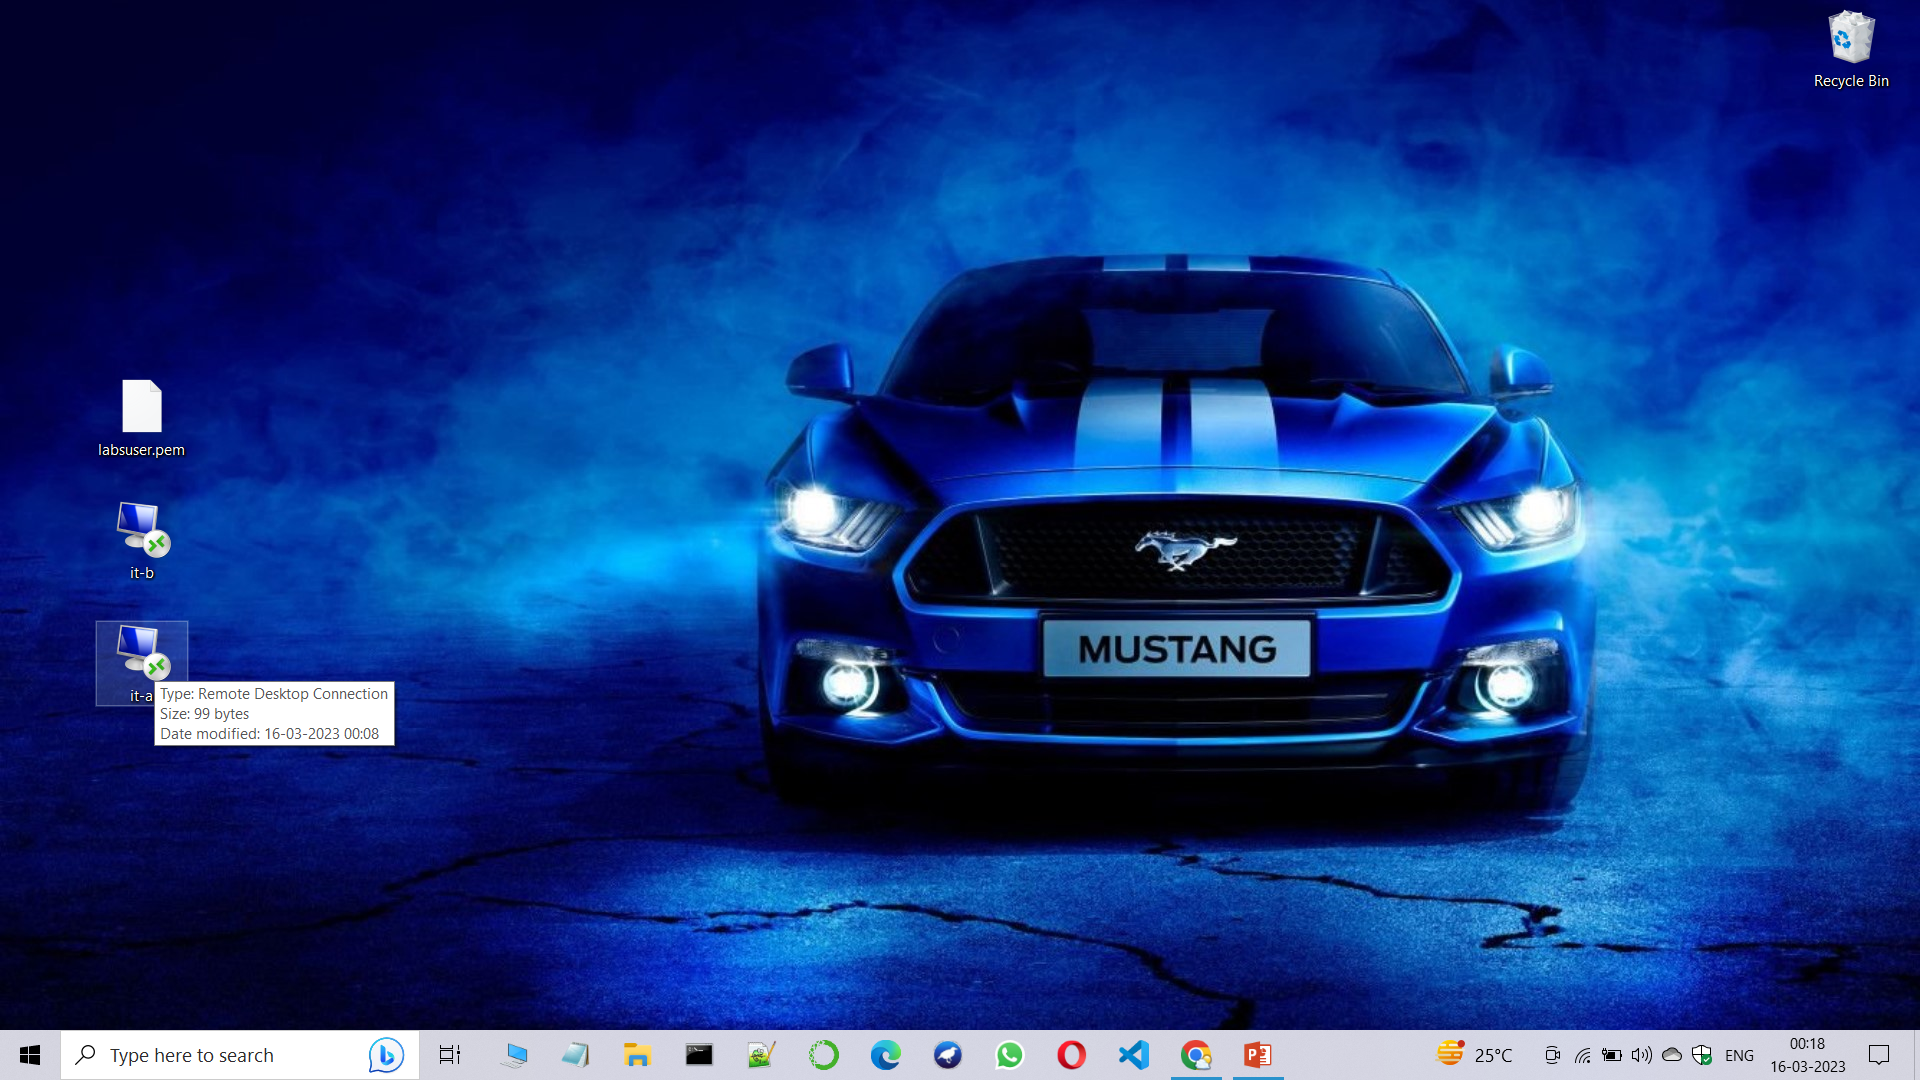 Recycle Bin
labsuser.pem
it-b
it-a
Type: Remote Desktop Connection
Size: 99 bytes
Date modified: 16-03-2023 00:08
MUSTANG
Type here to search
25°C
ENG
00:18
16-03-2023